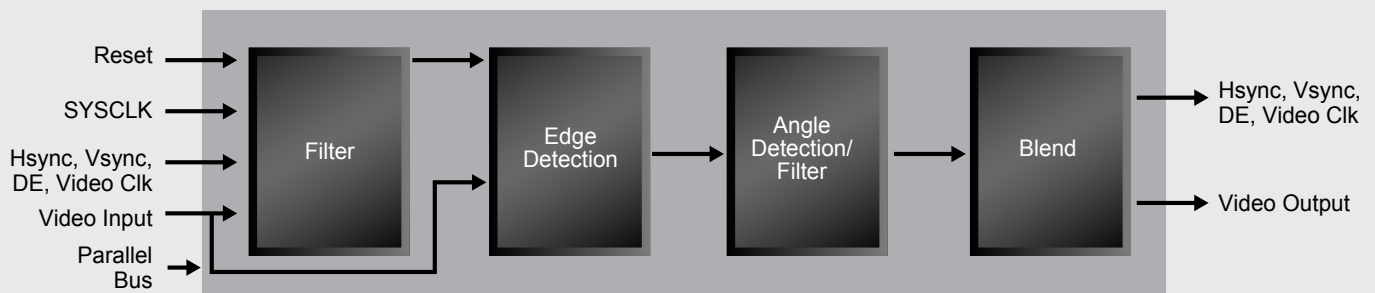 Reset
SYSCLK
Hsync, Vsync,
DE, Video Clk
Video Input
Parallel
Bus
Filter
Edge
Detection
Angle
Detection/
Filter
Blend
Hsync, Vsync,
DE, Video Clk
Video Output